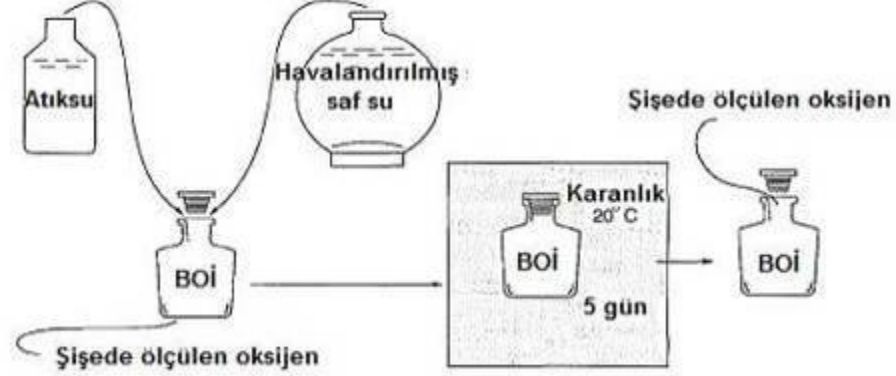 Atıksu
Havalandırılmış
saf su
Şişede ölçülen oksijen
BOİ
Şişede ölçülen oksijen
Karanlık
20°C
BOİ
5 gün
BOİ